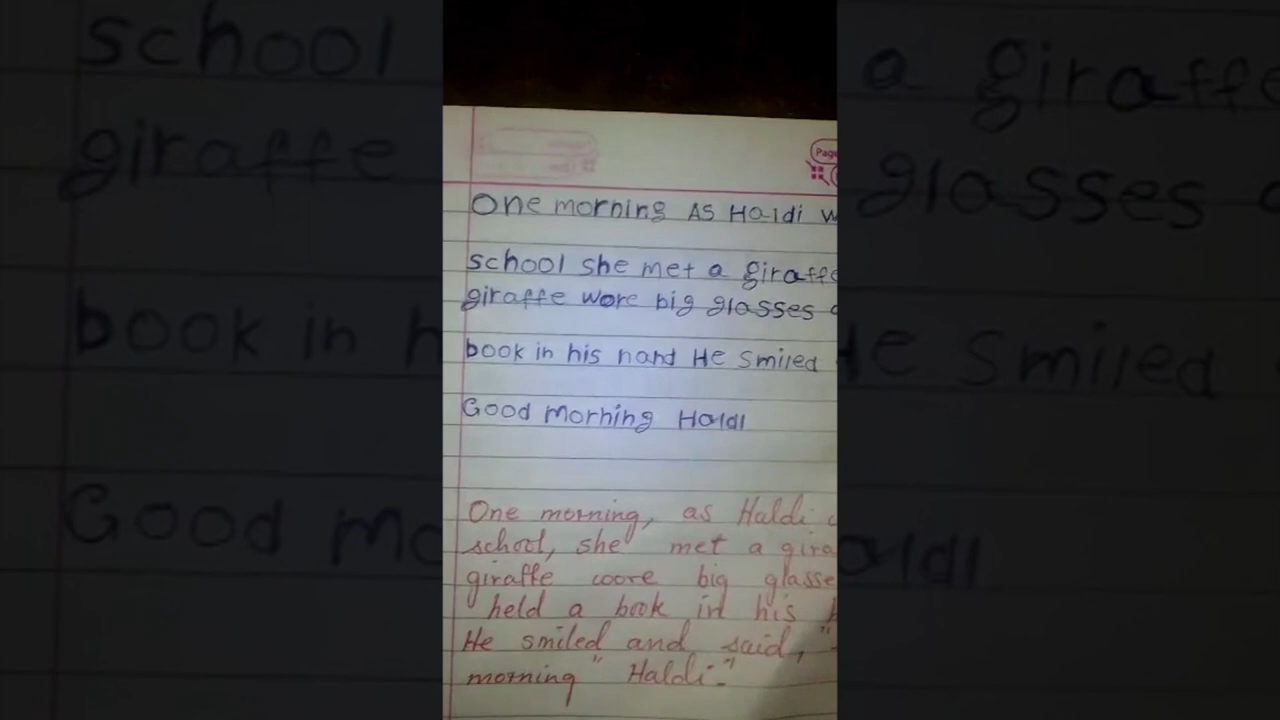 Page
One morning As Haldi W
school she met a giraffe
giraffe wore big glasses
book in his hand He smiled
Good morning Haldi
One morning, as Haldi
school, she met a gira
giraffe wore big glasse
held a book in his
He smiled and said, "
morning" Haldi."